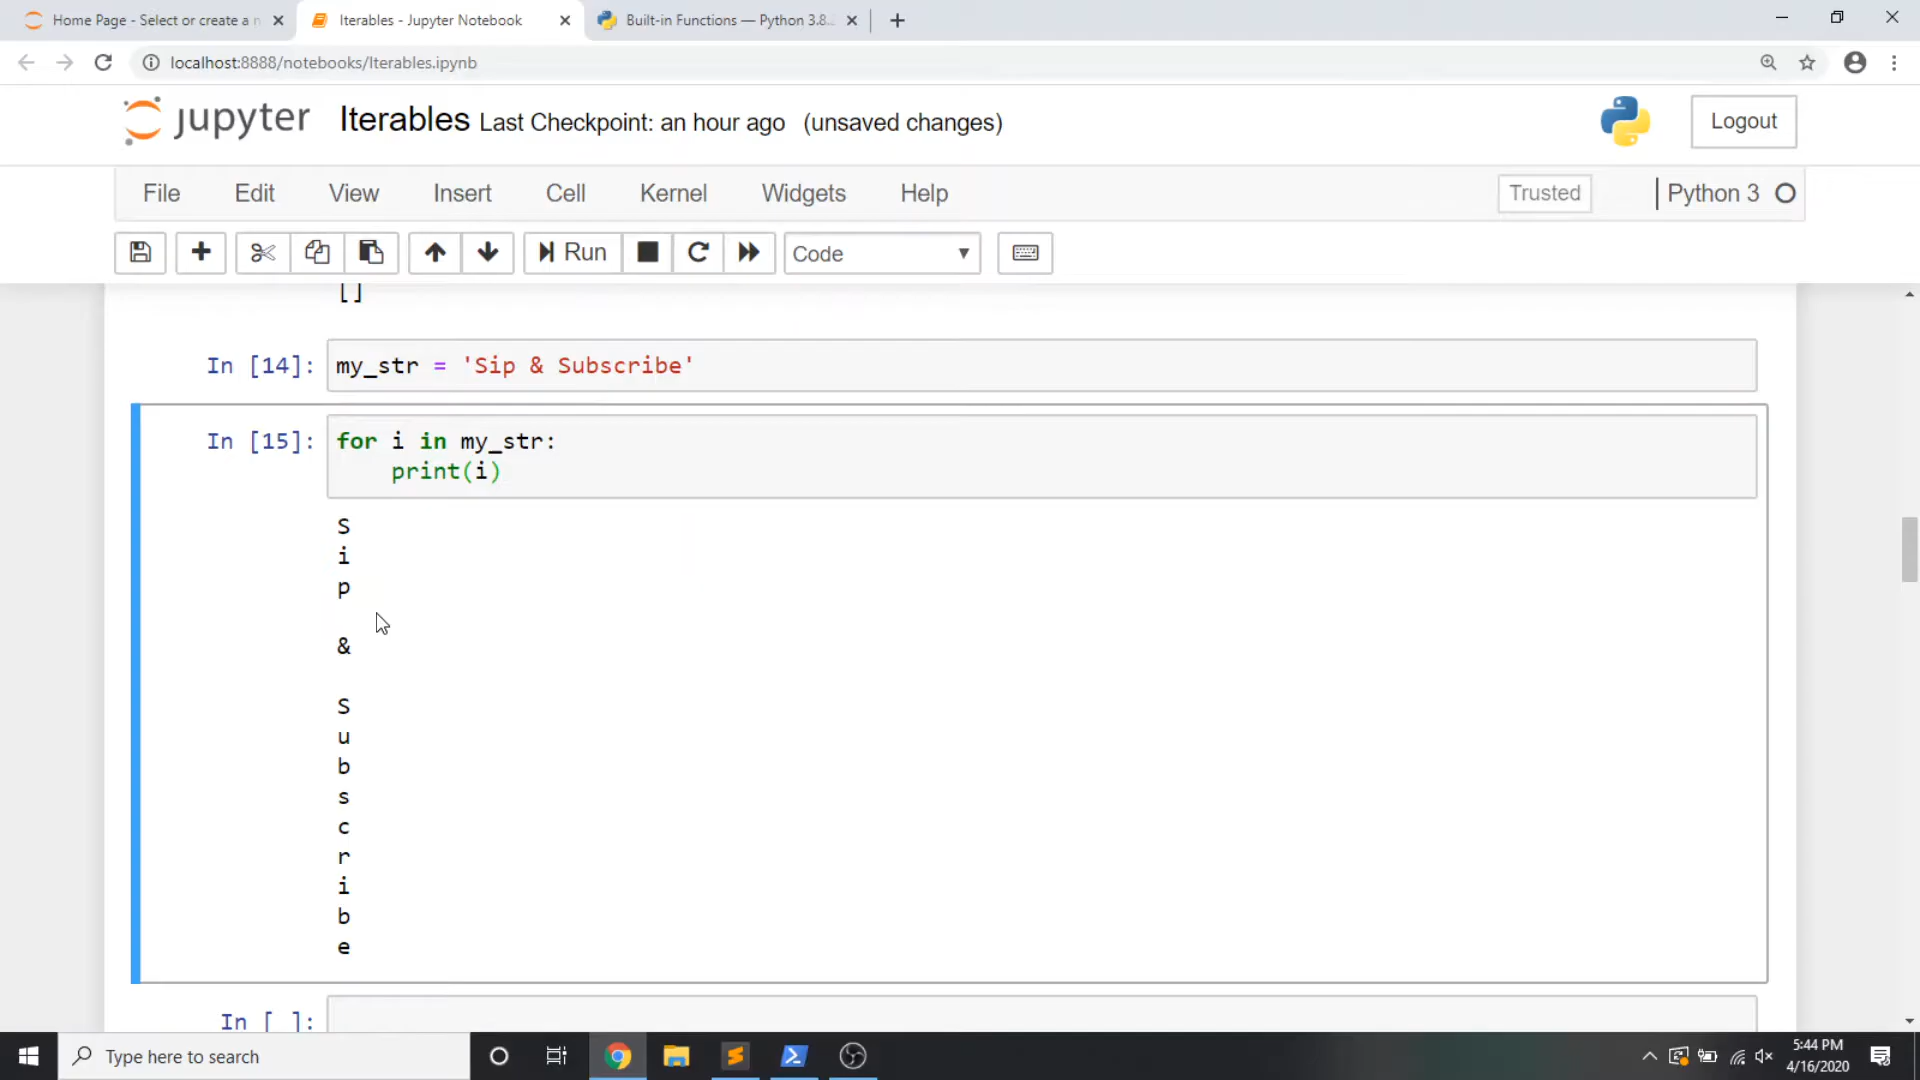 Home Page - Select or create a n
Iterables - Jupyter Notebook
Built-in Functions — Python 3.8.
localhost:8888/notebooks/Iterables.ipynb
jupyter Iterables Last Checkpoint: an hour ago (unsaved changes)
Logout
File Edit View Insert Cell Kernel Widgets Help
Trusted
Python 3
Run
Code
[]
In [14]: my_str = 'Sip & Subscribe'
In [15]: for i in my_str:
print(i)
S
i
p
&
S
u
b
s
c
r
i
b
e
In [ ]:
Type here to search
5:44 PM
4/16/2020